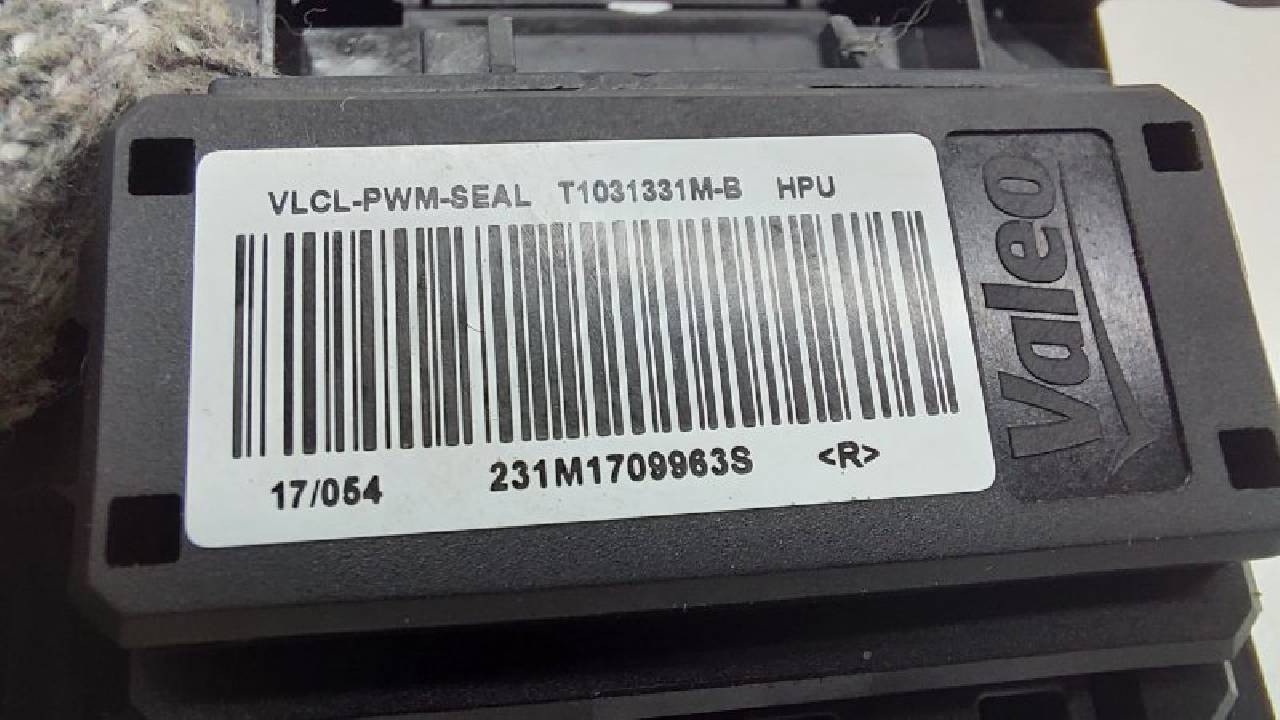 VLCL-PWM-SEAL T1031331M-B HPU
17/054 231M1709963S <R>
Valeo